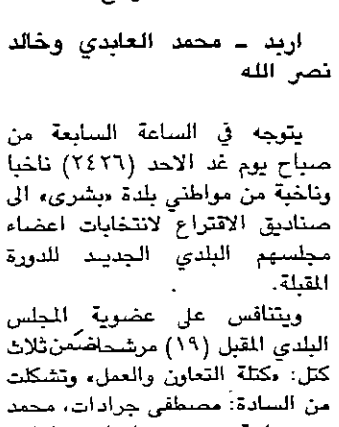 اربد ـ محمد العابدي وخالد
نصر الله
يتوجه في الساعة السابعة من
صباح يوم غد الاحد (٢٤٢٦) ناخبا
وناخبة من مواطني بلدة «بشرى» الى
صناديق الاقتراع لانتخابات اعضاء
مجلسهم البلدي الجديد للدورة
المقبلة.
ويتنافس على عضوية المجلس
البلدي المقبل (١٩) مرشحا ضمن ثلاث
كتل: «كتلة التعاون والعمل» وتشكلت
من السادة: مصطفى جرادات، محمد